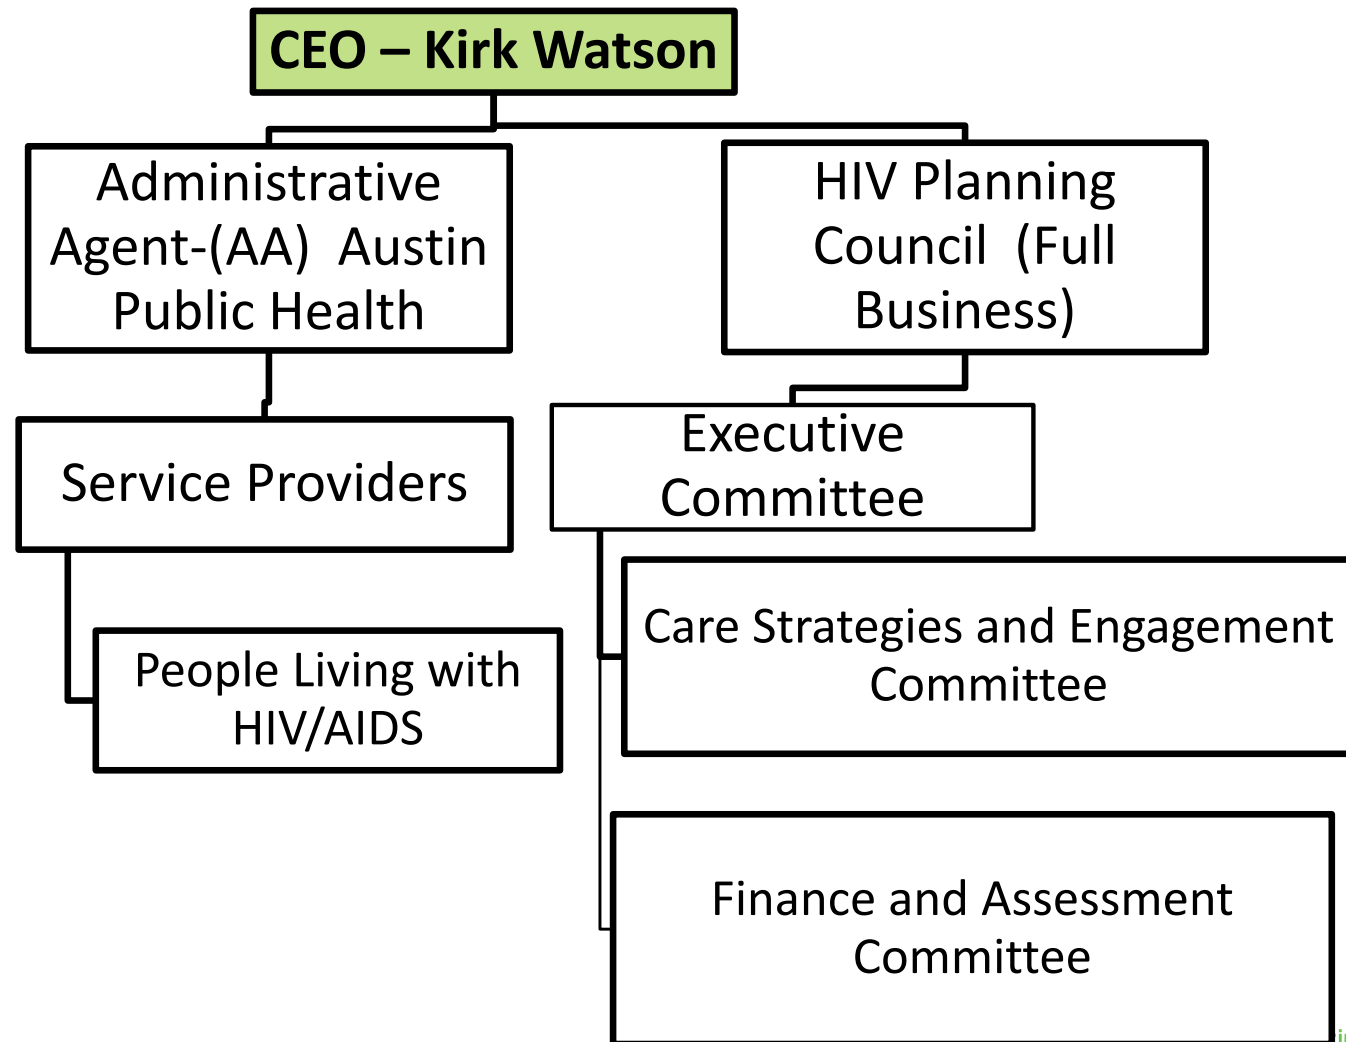 CEO – Kirk Watson
Administrative
Agent-(AA) Austin
Public Health
HIV Planning
Council (Full
Business)
Service Providers
Executive
Committee
People Living with
HIV/AIDS
Care Strategies and Engagement
Committee
Finance and Assessment
Committee